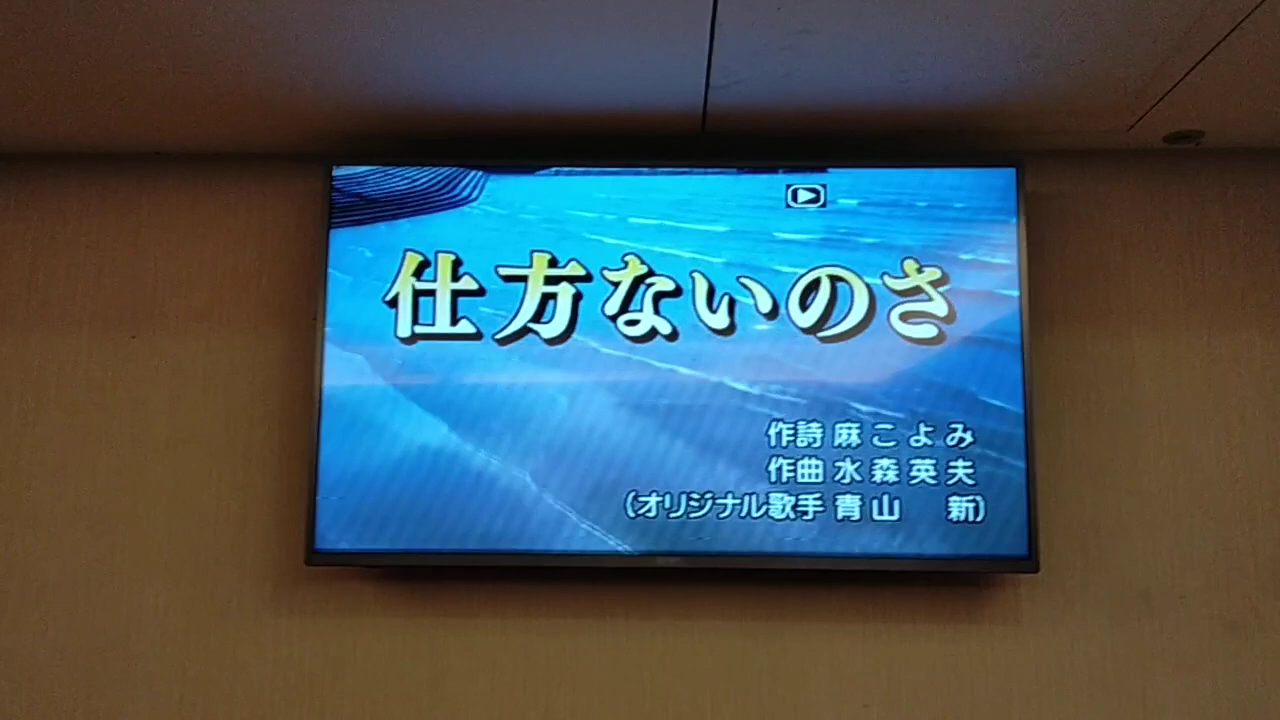 仕方ないのさ
作詩 麻こよみ
作曲 水森英夫
(オリジナル歌手 青山 新)